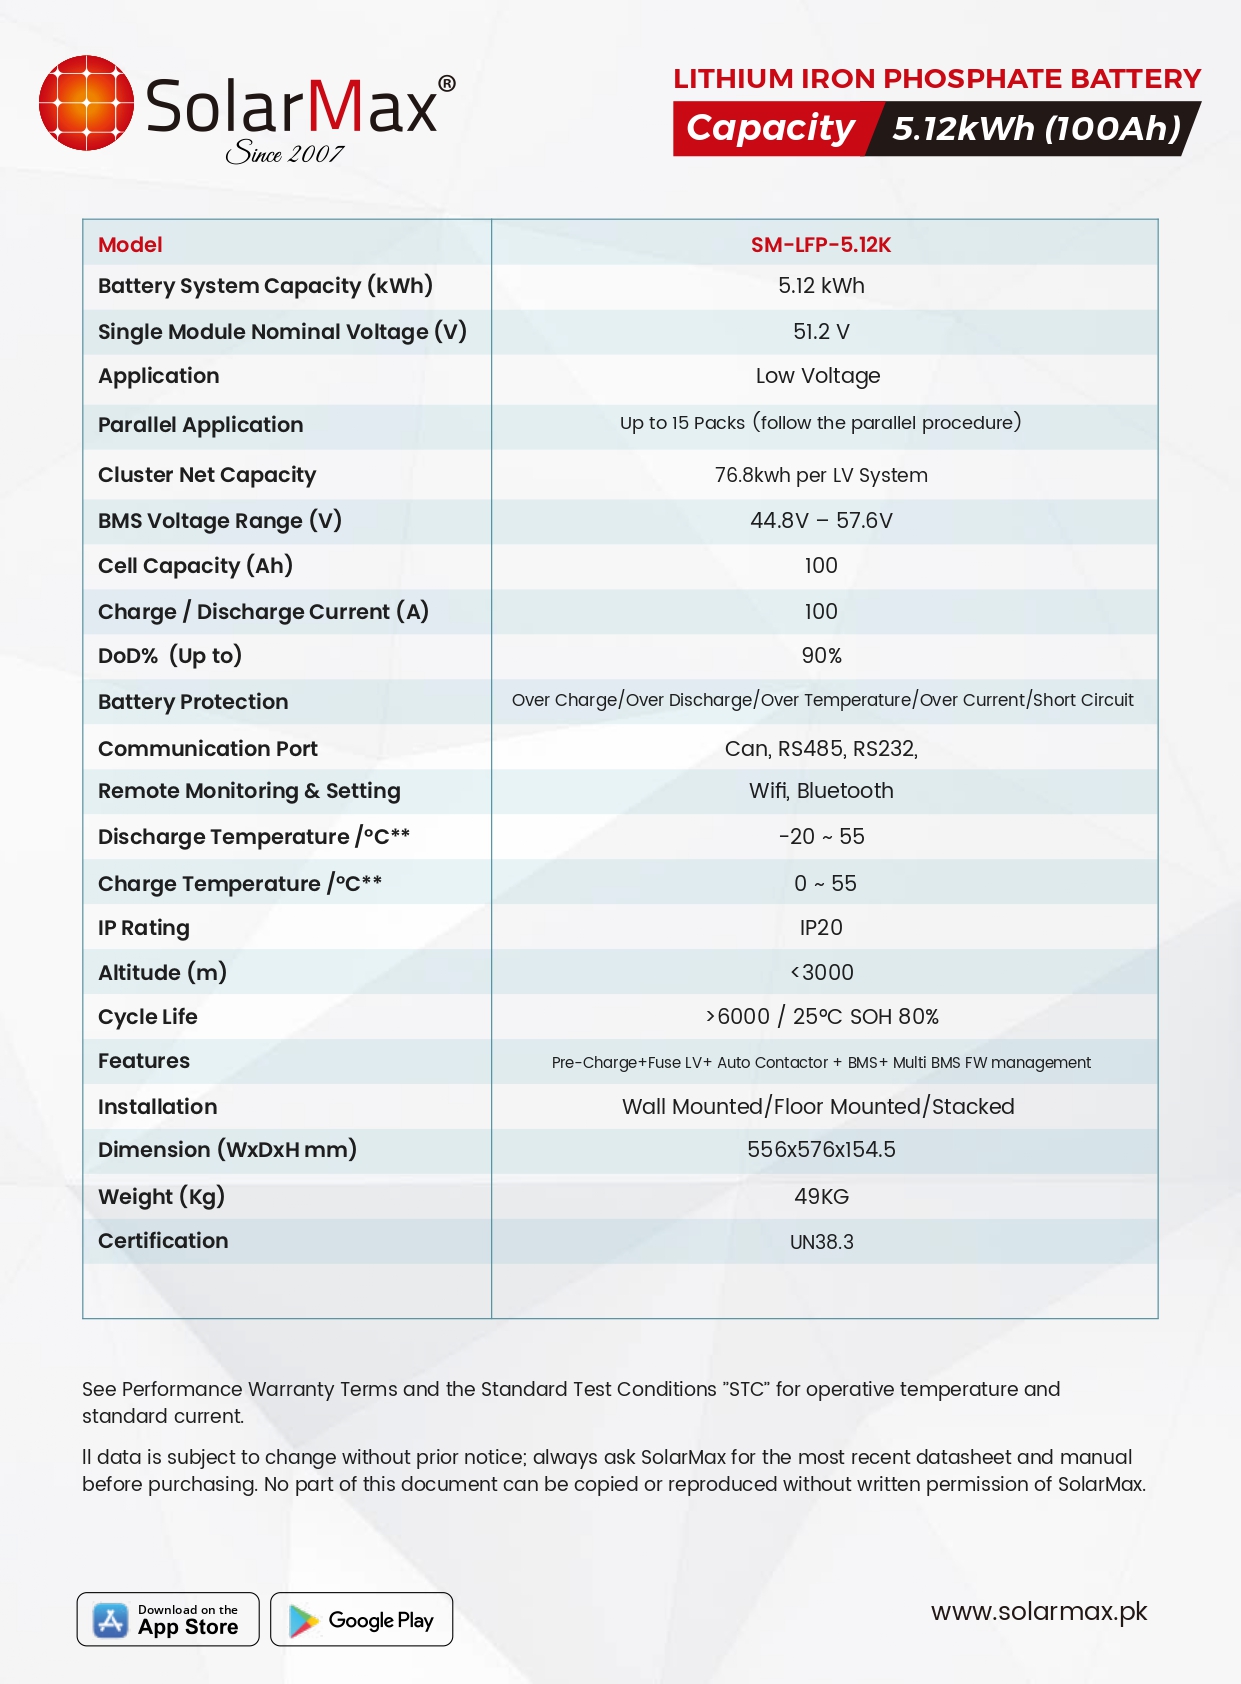 SolarMax®
Since 2007
LITHIUM IRON PHOSPHATE BATTERY
Capacity 5.12kWh (100Ah)
Model SM-LFP-5.12K
Battery System Capacity (kWh) 5.12 kWh
Single Module Nominal Voltage (V) 51.2 V
Application Low Voltage
Parallel Application Up to 15 Packs (follow the parallel procedure)
Cluster Net Capacity 76.8kwh per LV System
BMS Voltage Range (V) 44.8V – 57.6V
Cell Capacity (Ah) 100
Charge / Discharge Current (A) 100
DoD% (Up to) 90%
Battery Protection Over Charge/Over Discharge/Over Temperature/Over Current/Short Circuit
Communication Port Can, RS485, RS232,
Remote Monitoring & Setting Wifi, Bluetooth
Discharge Temperature /°C** -20 ~ 55
Charge Temperature /°C** 0 ~ 55
IP Rating IP20
Altitude (m) <3000
Cycle Life >6000 / 25°C SOH 80%
Features Pre-Charge+Fuse LV+ Auto Contactor + BMS+ Multi BMS FW management
Installation Wall Mounted/Floor Mounted/Stacked
Dimension (WxDxH mm) 556x576x154.5
Weight (Kg) 49KG
Certification UN38.3
See Performance Warranty Terms and the Standard Test Conditions "STC" for operative temperature and
standard current.
ll data is subject to change without prior notice; always ask SolarMax for the most recent datasheet and manual
before purchasing. No part of this document can be copied or reproduced without written permission of SolarMax.
Download on the
App Store
Google Play
www.solarmax.pk